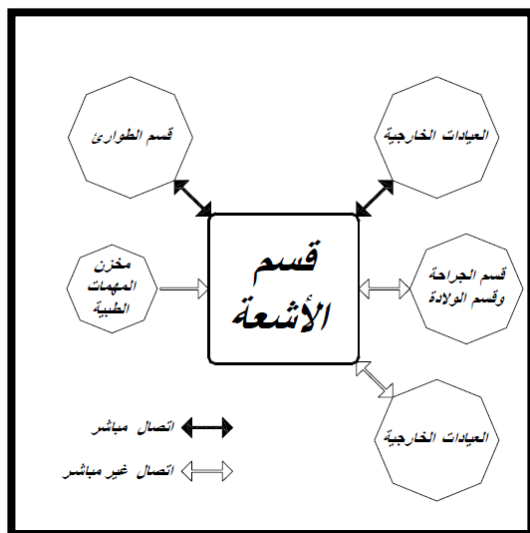 قسم الطوارئ
العيادات الخارجية
قسم
الأشعة
مخزن
المهمات
الطبية
قسم الجراحة
وقسم الولادة
العيادات الخارجية
اتصال مباشر
اتصال غير مباشر